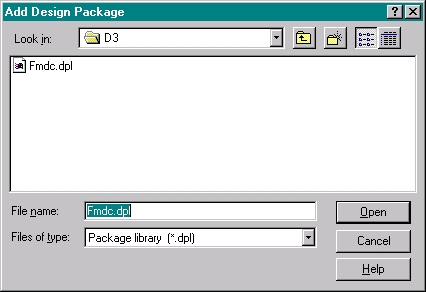 Add Design Package
Look in: D3
Fmdc.dpl
File name: Fmdc.dpl Open
Files of type: Package library (*.dpl) Cancel
Help